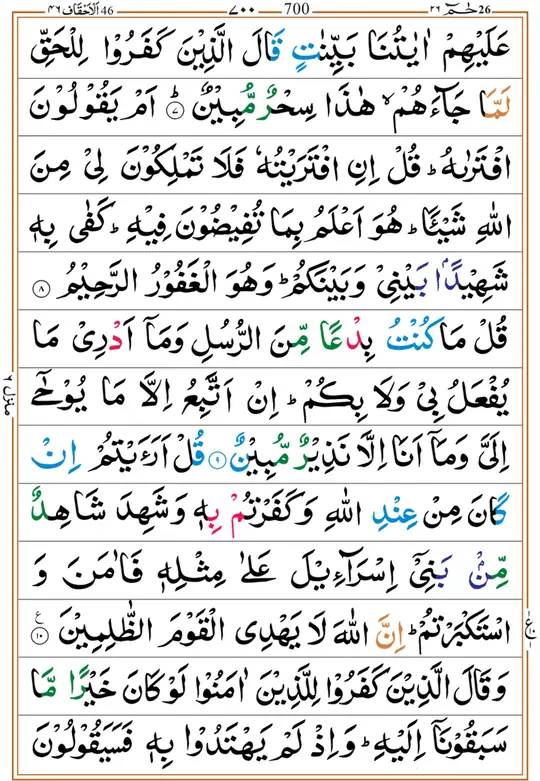 الاحقاف ٤٦ 46 ٧٠٠ 700 حٰمٓ ٢٦ 26
عَلَيْهِمْ اٰيٰتُنَا بَيِّنٰتٍ قَالَ الَّذِيْنَ كَفَرُوْا لِلْحَقِّ
لَمَّا جَآءَهُمْ ۙ هٰذَا سِحْرٌ مُّبِيْنٌ ؕ ۷ اَمْ يَقُوْلُوْنَ
افْتَرٰىهُ ؕ قُلْ اِنِ افْتَرَيْتُهٗ فَلَا تَمْلِكُوْنَ لِيْ مِنَ
اللّٰهِ شَيْـًٔا ؕ هُوَ اَعْلَمُ بِمَا تُفِيْضُوْنَ فِيْهِ ؕ كَفٰى بِهٖ
شَهِيْدًۢا بَيْنِيْ وَبَيْنَكُمْ ؕ وَهُوَ الْغَفُوْرُ الرَّحِيْمُ ۸
قُلْ مَا كُنْتُ بِدْعًا مِّنَ الرُّسُلِ وَمَآ اَدْرِيْ مَا
يُفْعَلُ بِيْ وَلَا بِكُمْ ؕ اِنْ اَتَّبِعُ اِلَّا مَا يُوْحٰٓى
اِلَيَّ وَمَآ اَنَا اِلَّا نَذِيْرٌ مُّبِيْنٌ ۹ قُلْ اَرَءَيْتُمْ اِنْ
كَانَ مِنْ عِنْدِ اللّٰهِ وَكَفَرْتُمْ بِهٖ وَشَهِدَ شَاهِدٌ
مِّنْۢ بَنِيْٓ اِسْرَآءِيْلَ عَلٰى مِثْلِهٖ فَاٰمَنَ وَ
اسْتَكْبَرْتُمْ ؕ اِنَّ اللّٰهَ لَا يَهْدِى الْقَوْمَ الظّٰلِمِيْنَ ۱۰ ع
وَقَالَ الَّذِيْنَ كَفَرُوْا لِلَّذِيْنَ اٰمَنُوْا لَوْ كَانَ خَيْرًا مَّا
سَبَقُوْنَآ اِلَيْهِ ؕ وَاِذْ لَمْ يَهْتَدُوْا بِهٖ فَسَيَقُوْلُوْنَ
منزل ٦